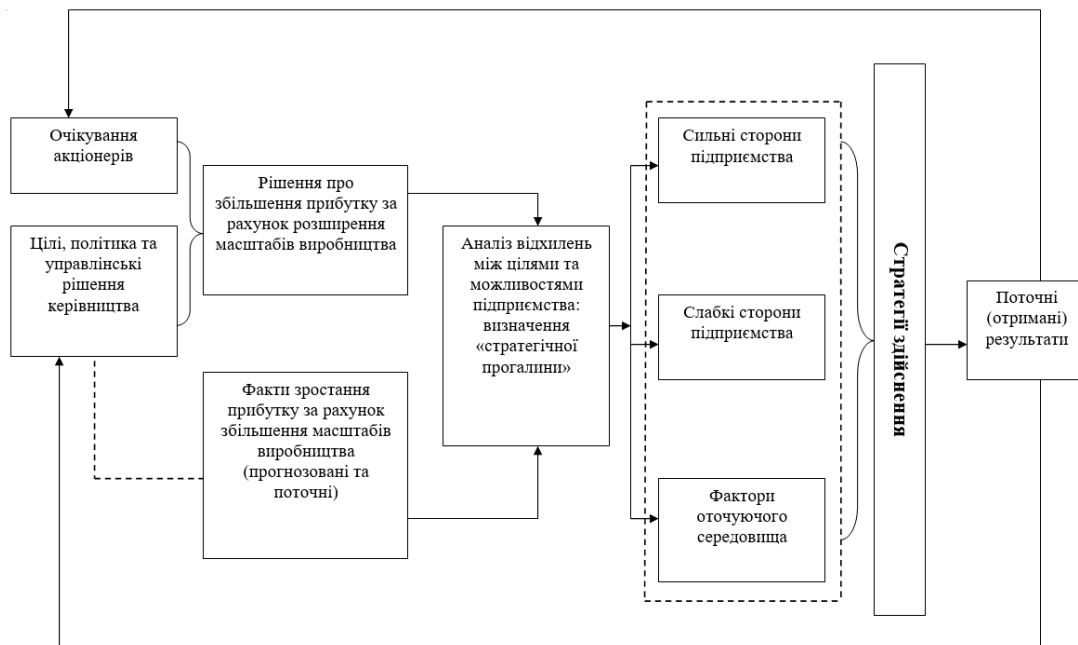 Очікування
акціонерів
Цілі, політика та
управлінські
рішення
керівництва
Рішення про
збільшення прибутку за
рахунок розширення
масштабів виробництва
Факти зростання
прибутку за рахунок
збільшення масштабів
виробництва
(прогнозовані та
поточні)
Аналіз відхилень
між цілями та
можливостями
підприємства:
визначення
«стратегічної
прогалини»
Сильні сторони
підприємства
Слабкі сторони
підприємства
Фактори
оточуючого
середовища
Стратегії здійснення
Поточні
(отримані)
результати